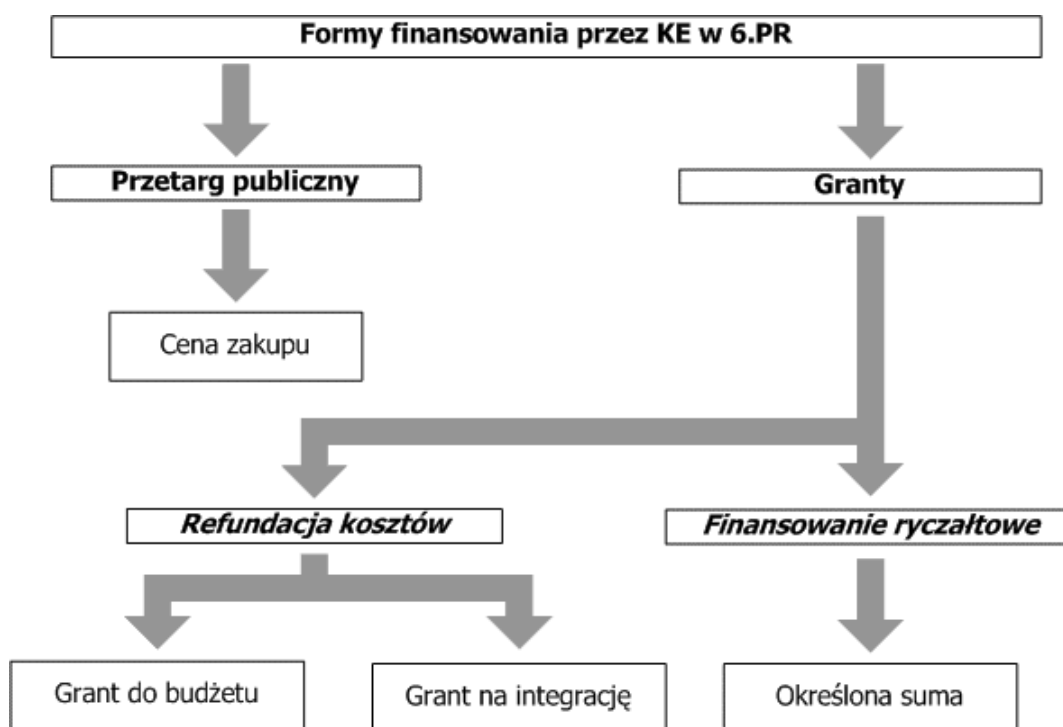 Formy finansowania przez KE w 6.PR
Przetarg publiczny
Granty
Cena zakupu
Refundacja kosztów
Finansowanie ryczałtowe
Grant do budżetu
Grant na integrację
Określona suma